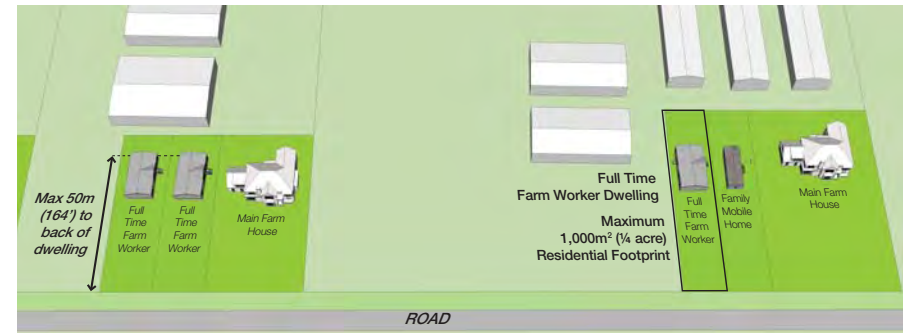 Max 50m
(164') to
back of
dwelling
Full
Time
Farm
Worker
Full
Time
Farm
Worker
Main Farm
House
Full Time
Farm Worker Dwelling
Maximum
1,000m² (¼ acre)
Residential Footprint
Full
Time
Farm
Worker
Family
Mobile
Home
Main Farm
House
ROAD